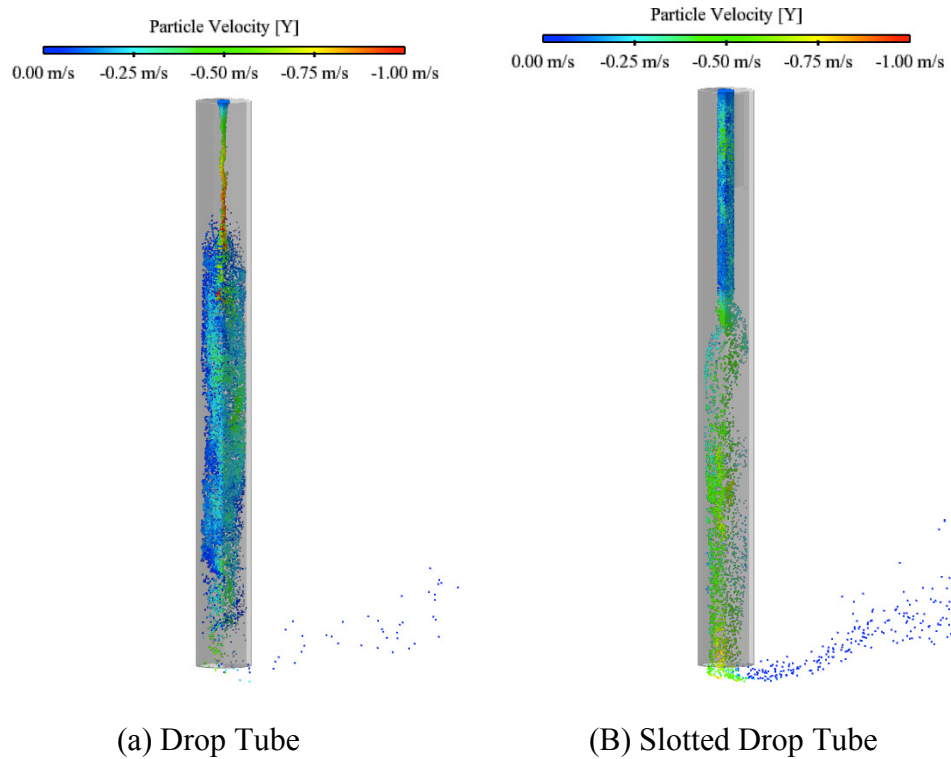 Particle Velocity [Y]
0.00 m/s -0.25 m/s -0.50 m/s -0.75 m/s -1.00 m/s
Particle Velocity [Y]
0.00 m/s -0.25 m/s -0.50 m/s -0.75 m/s -1.00 m/s
(a) Drop Tube
(B) Slotted Drop Tube